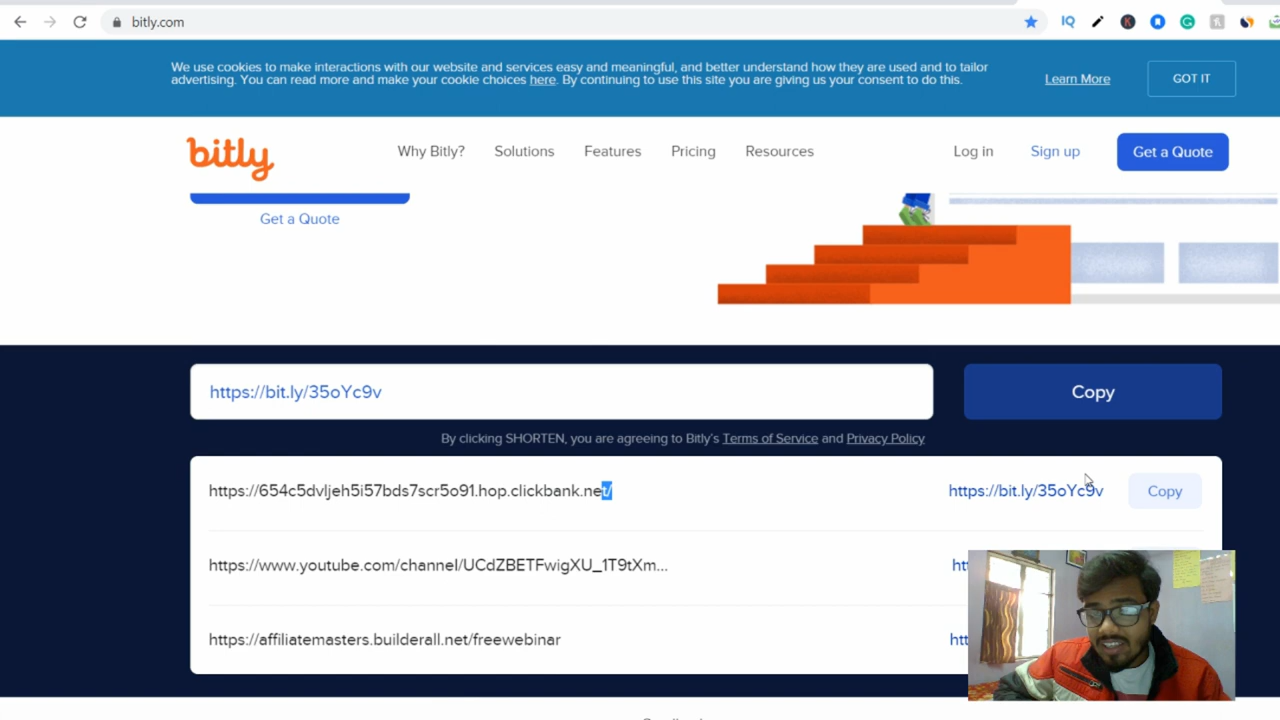 bitly.com
IQ
K
We use cookies to make interactions with our website and services easy and meaningful, and better understand how they are used and to tailor
advertising. You can read more and make your cookie choices here. By continuing to use this site you are giving us your consent to do this.
Learn More
GOT IT
bitly
Why Bitly?
Solutions
Features
Pricing
Resources
Log in
Sign up
Get a Quote
Get a Quote
https://bit.ly/35oYc9v
Copy
By clicking SHORTEN, you are agreeing to Bitly's Terms of Service and Privacy Policy
https://654c5dvljeh5i57bds7scr5o91.hop.clickbank.net/
https://bit.ly/35oYc9v
Copy
https://www.youtube.com/channel/UCdZBETFwigXU_1T9tXm...
htt
https://affiliatemasters.builderall.net/freewebinar
htt